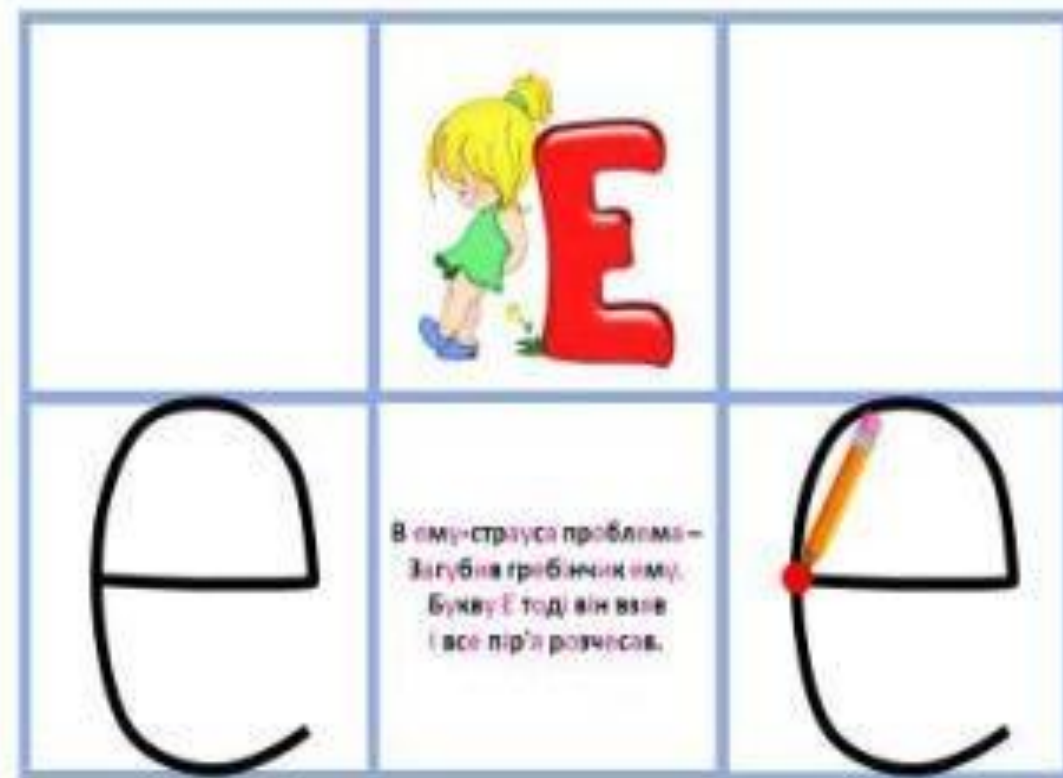 Е
е
В ему-страуса проблема –
Загубив гребінчик ему.
Букву Е тоді він взяв
І все пір'я розчесав.
е